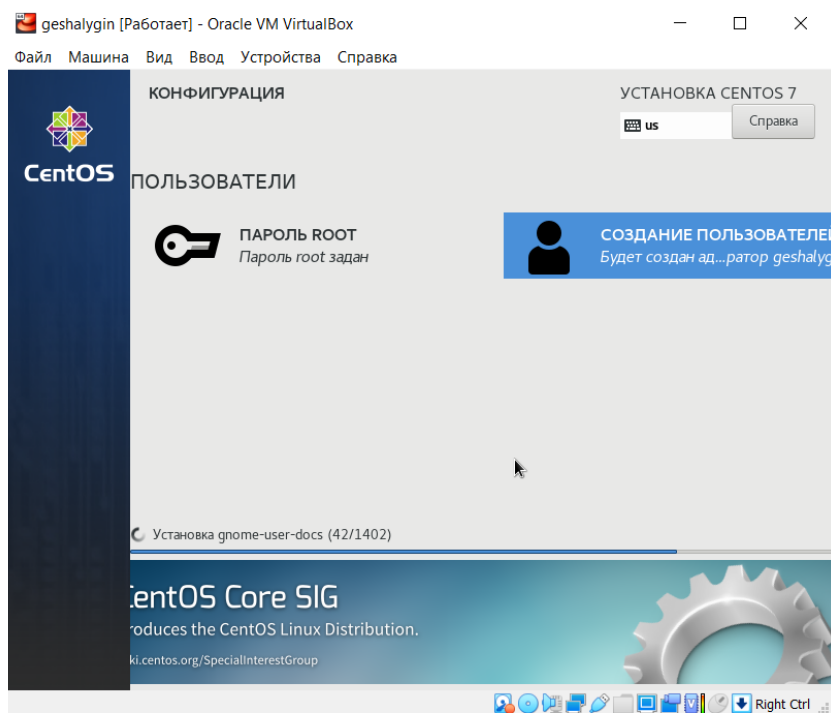 geshalygin [Работает] - Oracle VM VirtualBox
Файл Машина Вид Ввод Устройства Справка
КОНФИГУРАЦИЯ
УСТАНОВКА CENTOS 7
us
Справка
CentOS
ПОЛЬЗОВАТЕЛИ
ПАРОЛЬ ROOT
Пароль root задан
СОЗДАНИЕ ПОЛЬЗОВАТЕЛЕ
Будет создан ад...ратор geshalyg
Установка gnome-user-docs (42/1402)
CentOS Core SIG
roduces the CentOS Linux Distribution.
ki.centos.org/SpecialInterestGroup
Right Ctrl